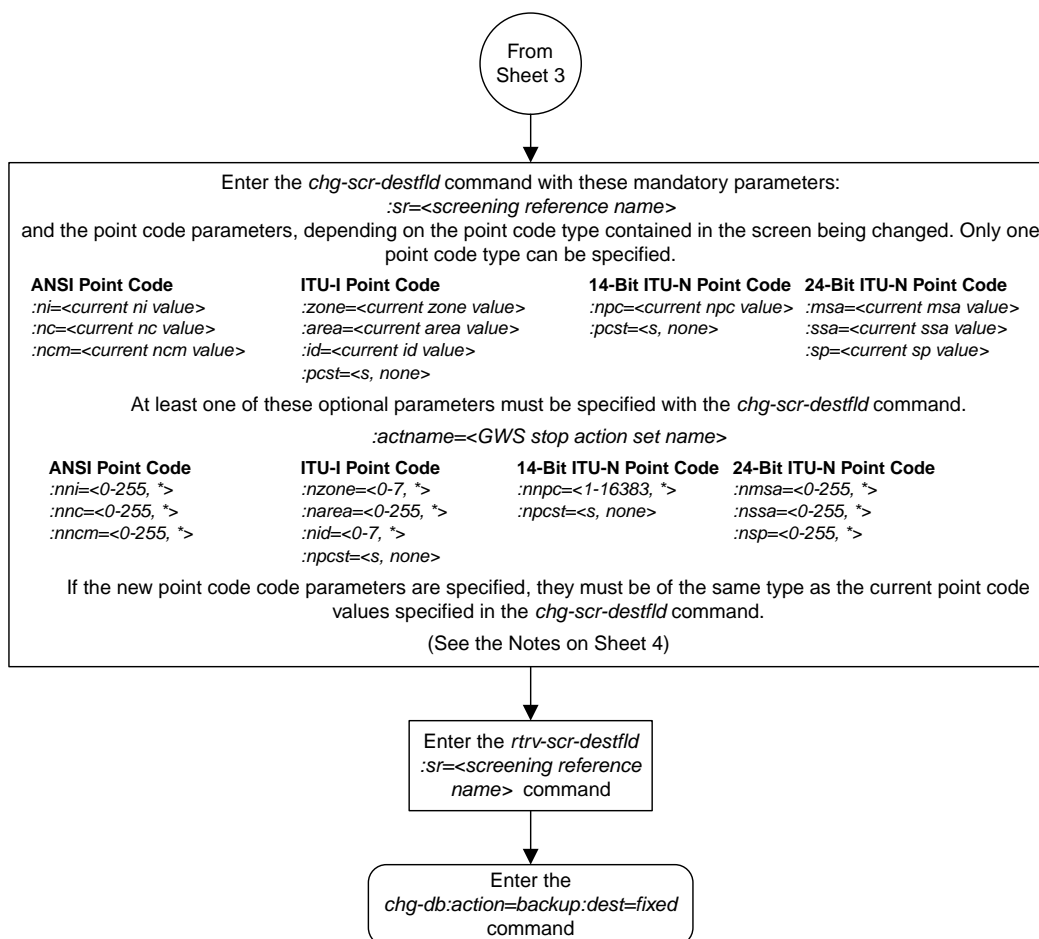 From
Sheet 3
Enter the chg-scr-destfld command with these mandatory parameters:
:sr=<screening reference name>
and the point code parameters, depending on the point code type contained in the screen being changed. Only one
point code type can be specified.
ANSI Point Code
:ni=<current ni value>
:nc=<current nc value>
:ncm=<current ncm value>
ITU-I Point Code
:zone=<current zone value>
:area=<current area value>
:id=<current id value>
:pcst=<s, none>
14-Bit ITU-N Point Code
:npc=<current npc value>
:pcst=<s, none>
24-Bit ITU-N Point Code
:msa=<current msa value>
:ssa=<current ssa value>
:sp=<current sp value>
At least one of these optional parameters must be specified with the chg-scr-destfld command.
:actname=<GWS stop action set name>
ANSI Point Code
:nni=<0-255, *>
:nnc=<0-255, *>
:nncm=<0-255, *>
ITU-I Point Code
:nzone=<0-7, *>
:narea=<0-255, *>
:nid=<0-7, *>
:npcst=<s, none>
14-Bit ITU-N Point Code
:nnpc=<1-16383, *>
:npcst=<s, none>
24-Bit ITU-N Point Code
:nmsa=<0-255, *>
:nssa=<0-255, *>
:nsp=<0-255, *>
If the new point code code parameters are specified, they must be of the same type as the current point code
values specified in the chg-scr-destfld command.
(See the Notes on Sheet 4)
Enter the rtrv-scr-destfld
:sr=<screening reference
name> command
Enter the
chg-db:action=backup:dest=fixed
command